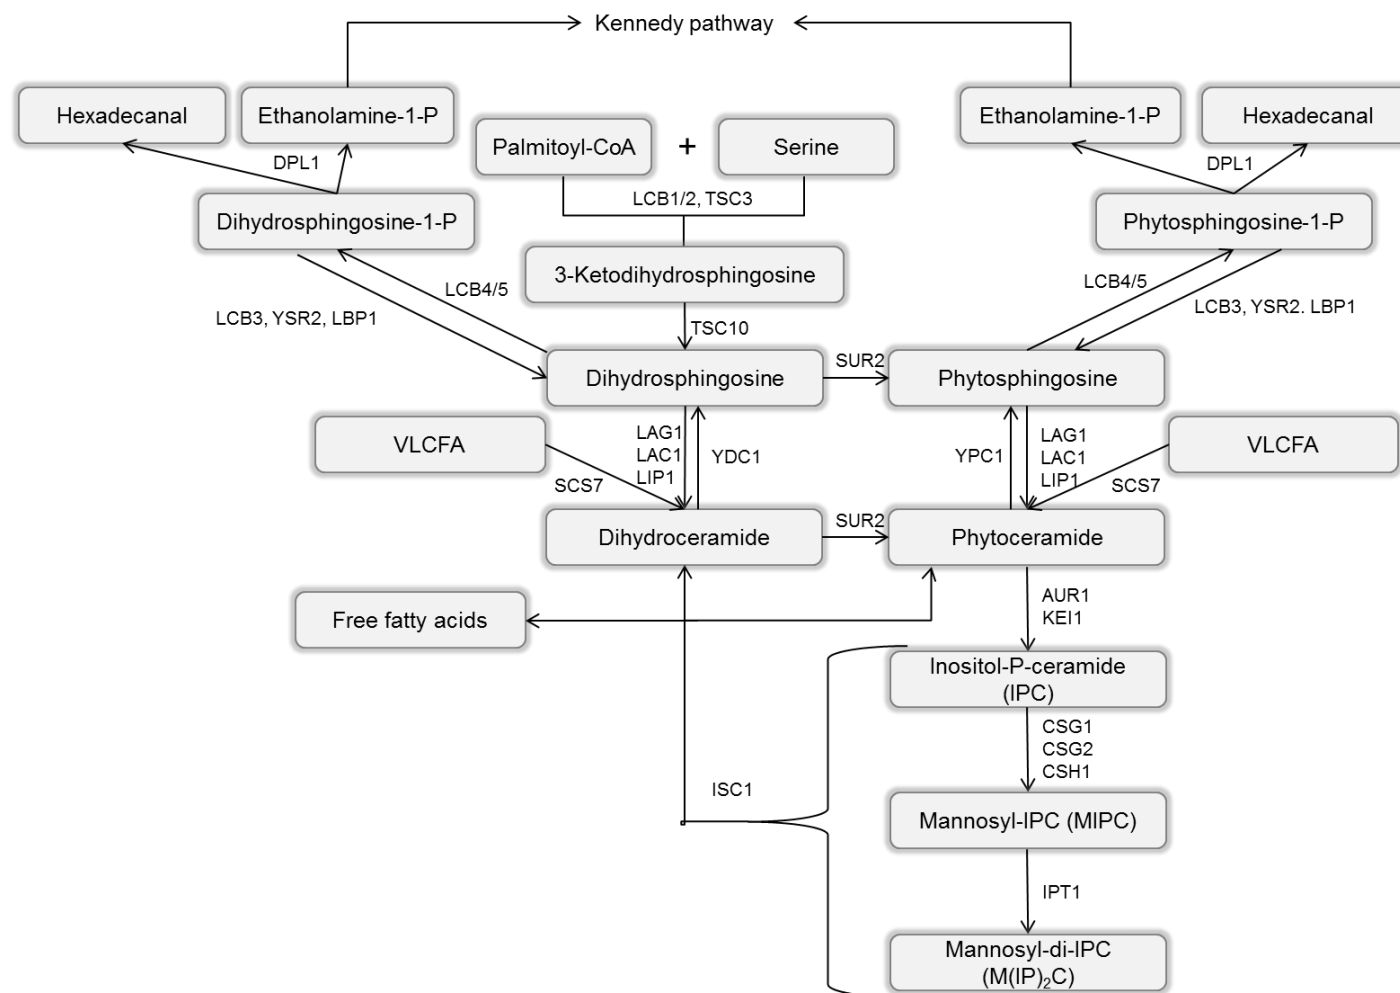 Kennedy pathway
Hexadecanal
Ethanolamine-1-P
Ethanolamine-1-P
Hexadecanal
Palmitoyl-CoA
+
Serine
DPL1
DPL1
LCB1/2, TSC3
Dihydrosphingosine-1-P
Phytosphingosine-1-P
3-Ketodihydrosphingosine
LCB4/5
LCB4/5
LCB3, YSR2, LBP1
LCB3, YSR2. LBP1
TSC10
Dihydrosphingosine
SUR2
Phytosphingosine
VLCFA
LAG1
LAC1
LIP1
YDC1
YPC1
LAG1
LAC1
LIP1
VLCFA
SCS7
SCS7
Dihydroceramide
SUR2
Phytoceramide
Free fatty acids
AUR1
KEI1
Inositol-P-ceramide
(IPC)
CSG1
CSG2
CSH1
ISC1
Mannosyl-IPC (MIPC)
IPT1
Mannosyl-di-IPC
(M(IP)₂C)